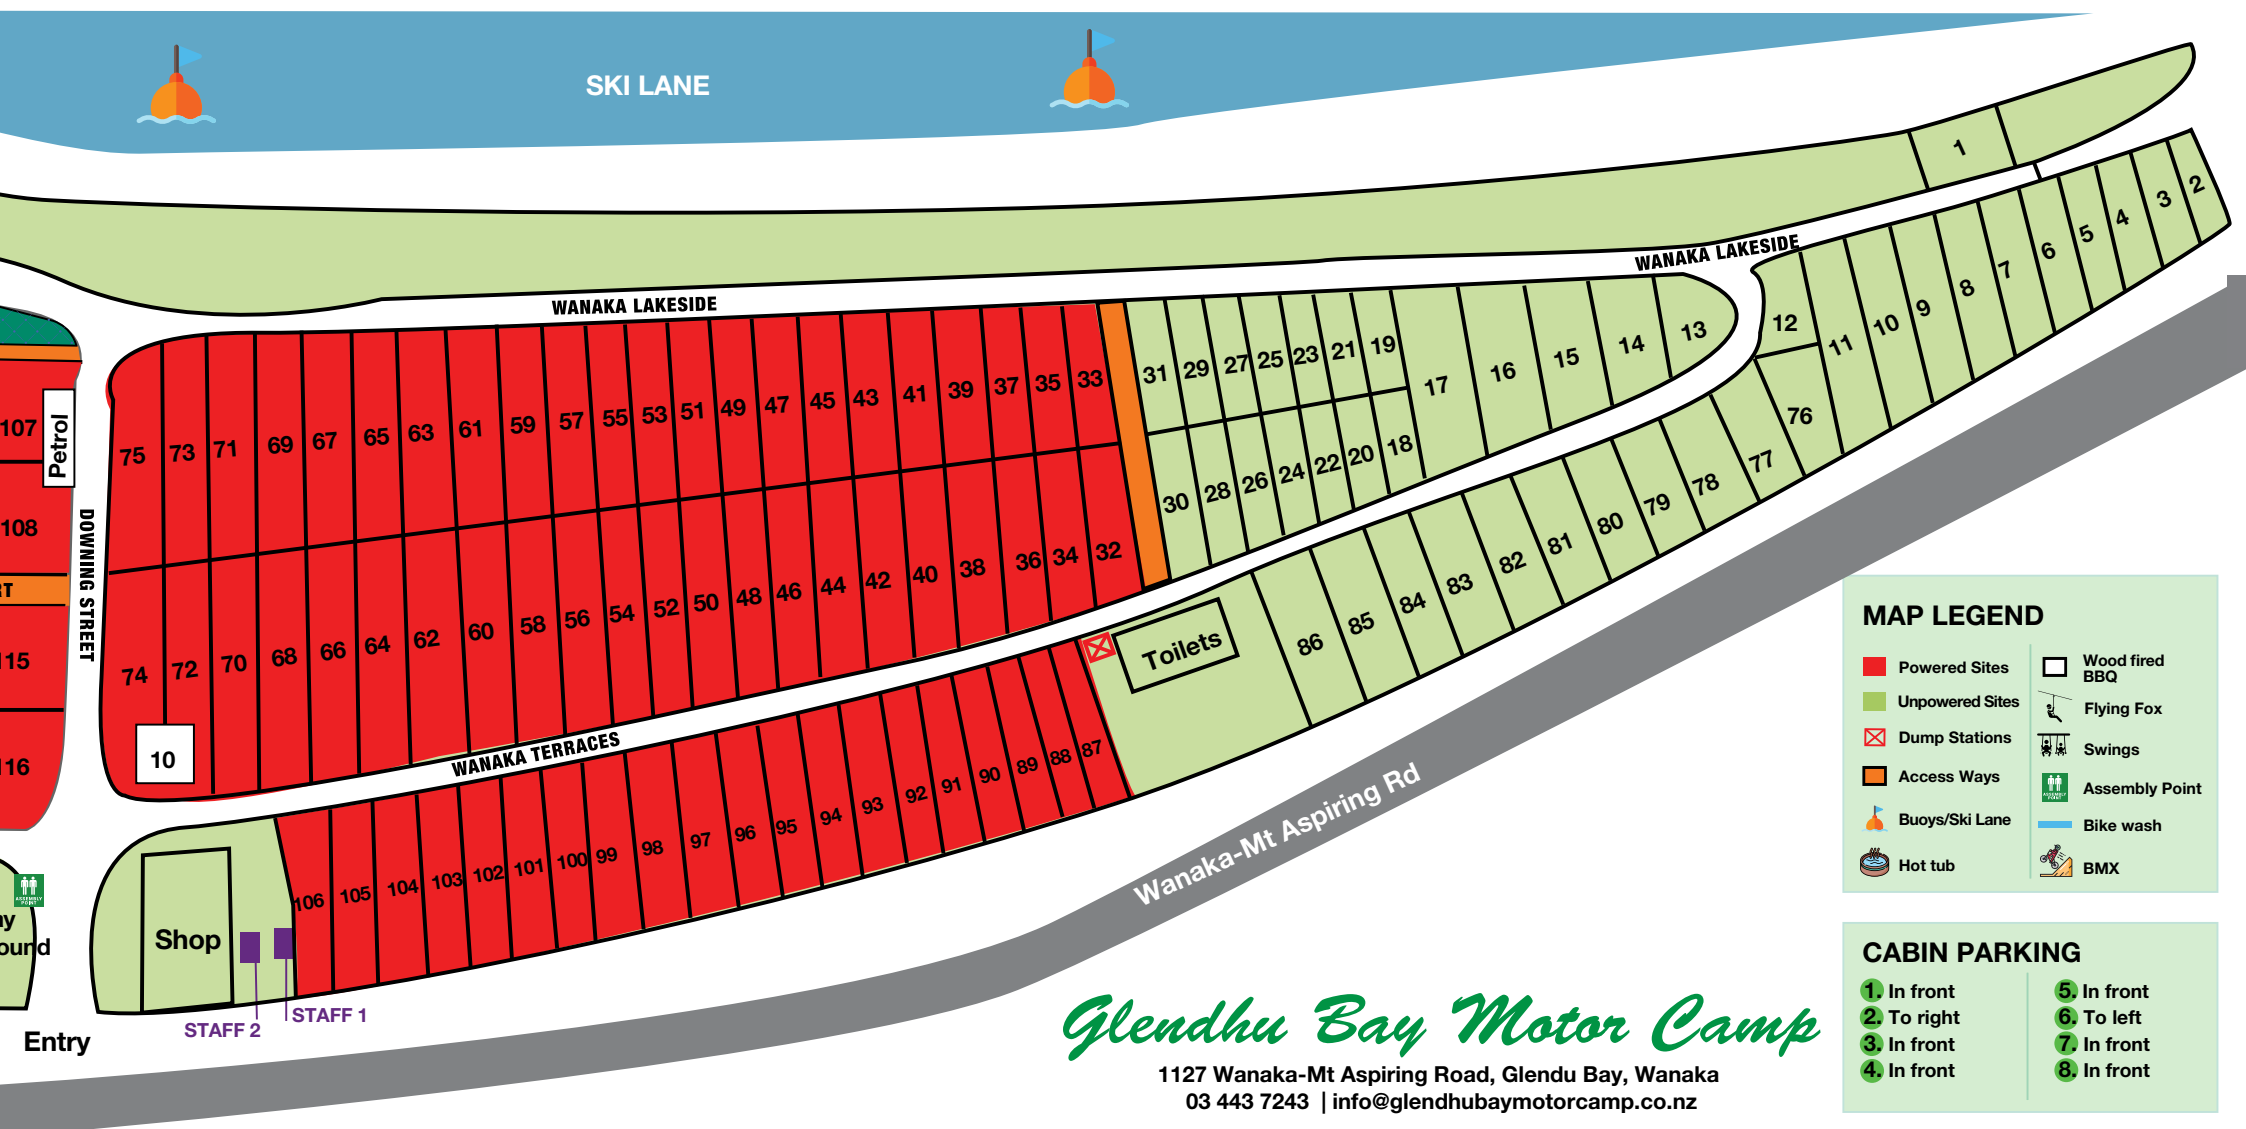 SKI LANE
1
WANAKA LAKESIDE
2
3
4
5
6
7
8
9
10
11
12
WANAKA LAKESIDE
13
14
15
16
17
19
21
23
25
27
29
31
33
35
37
39
41
43
45
47
49
51
53
55
57
59
61
63
65
67
69
71
73
75
18
20
22
24
26
28
30
32
34
36
38
40
42
44
46
48
50
52
54
56
58
60
62
64
66
68
70
72
74
10
107
108
RT
115
116
Petrol
DOWNING STREET
76
77
78
79
80
81
82
83
84
85
86
Toilets
WANAKA TERRACES
87
88
89
90
91
92
93
94
95
96
97
98
99
100
101
102
103
104
105
106
Shop
STAFF 1
STAFF 2
ASSEMBLY POINT
ay
ound
Entry
Wanaka-Mt Aspiring Rd
MAP LEGEND
Powered Sites
Unpowered Sites
Dump Stations
Access Ways
Buoys/Ski Lane
Hot tub
Wood fired
BBQ
Flying Fox
Swings
ASSEMBLY POINT
Assembly Point
Bike wash
BMX
CABIN PARKING
1. In front
2. To right
3. In front
4. In front
5. In front
6. To left
7. In front
8. In front
Glendhu Bay Motor Camp
1127 Wanaka-Mt Aspiring Road, Glendu Bay, Wanaka
03 443 7243 | info@glendhubaymotorcamp.co.nz